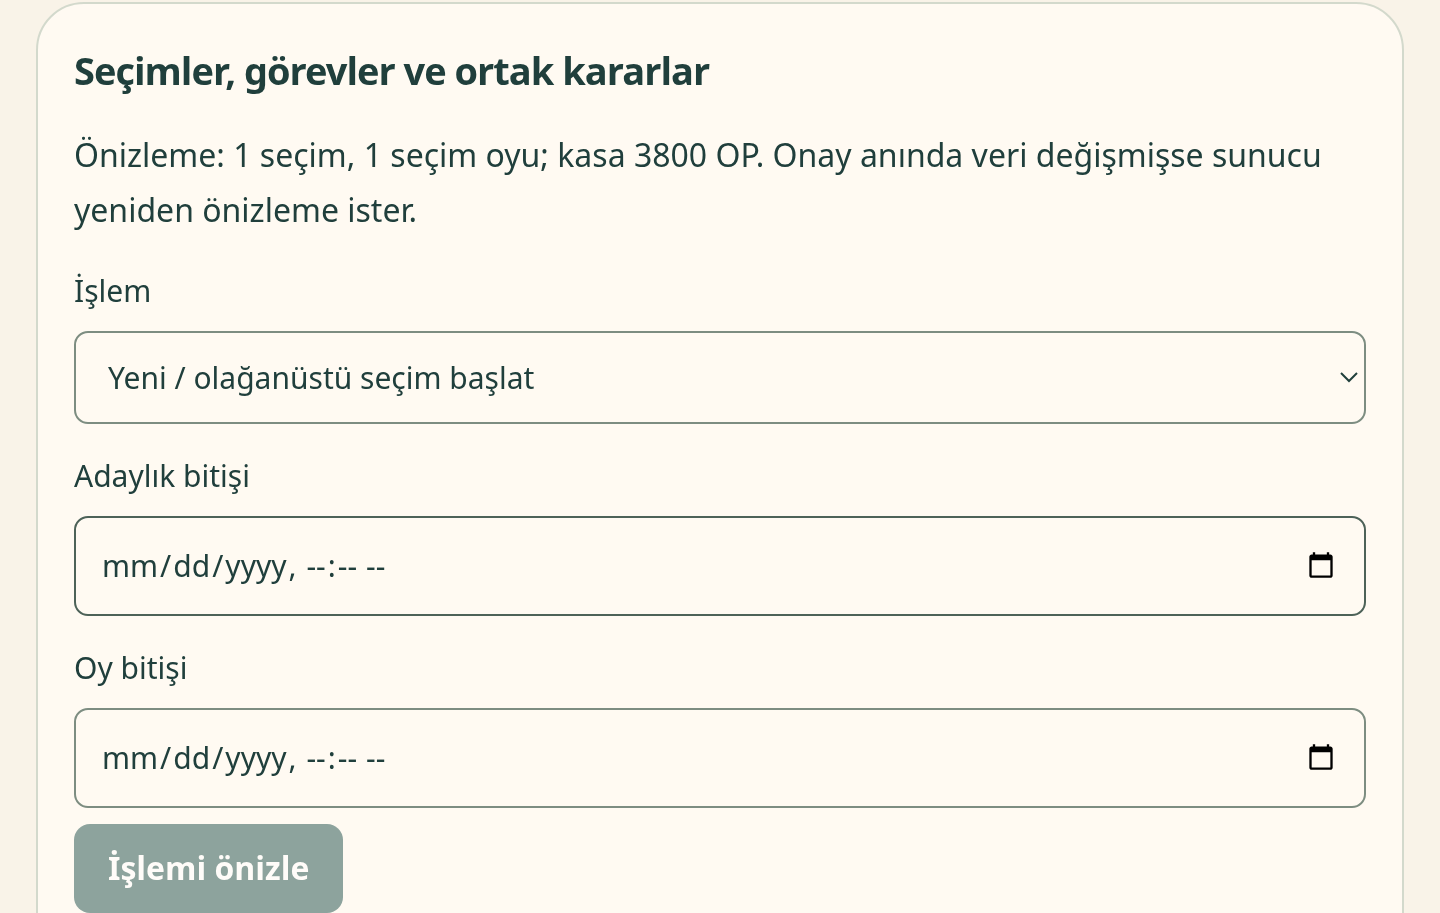 Seçimler, görevler ve ortak kararlar
Önizleme: 1 seçim, 1 seçim oyu; kasa 3800 OP. Onay anında veri değişmişse sunucu
yeniden önizleme ister.
İşlem
Yeni / olağanüstü seçim başlat
Adaylık bitişi
mm/dd/yyyy, --:-- --
Oy bitişi
mm/dd/yyyy, --:-- --
İşlemi önizle